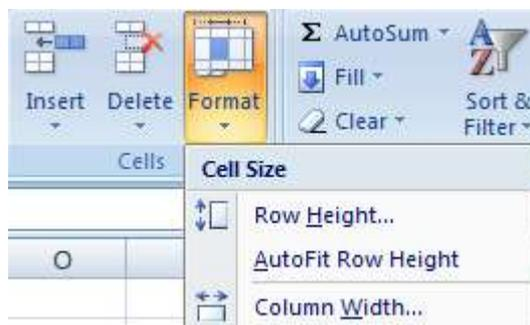 Σ AutoSum
Fill
Insert Delete Format
Clear
Sort &
Filter
Cells
Cell Size
Row Height...
O
AutoFit Row Height
Column Width...